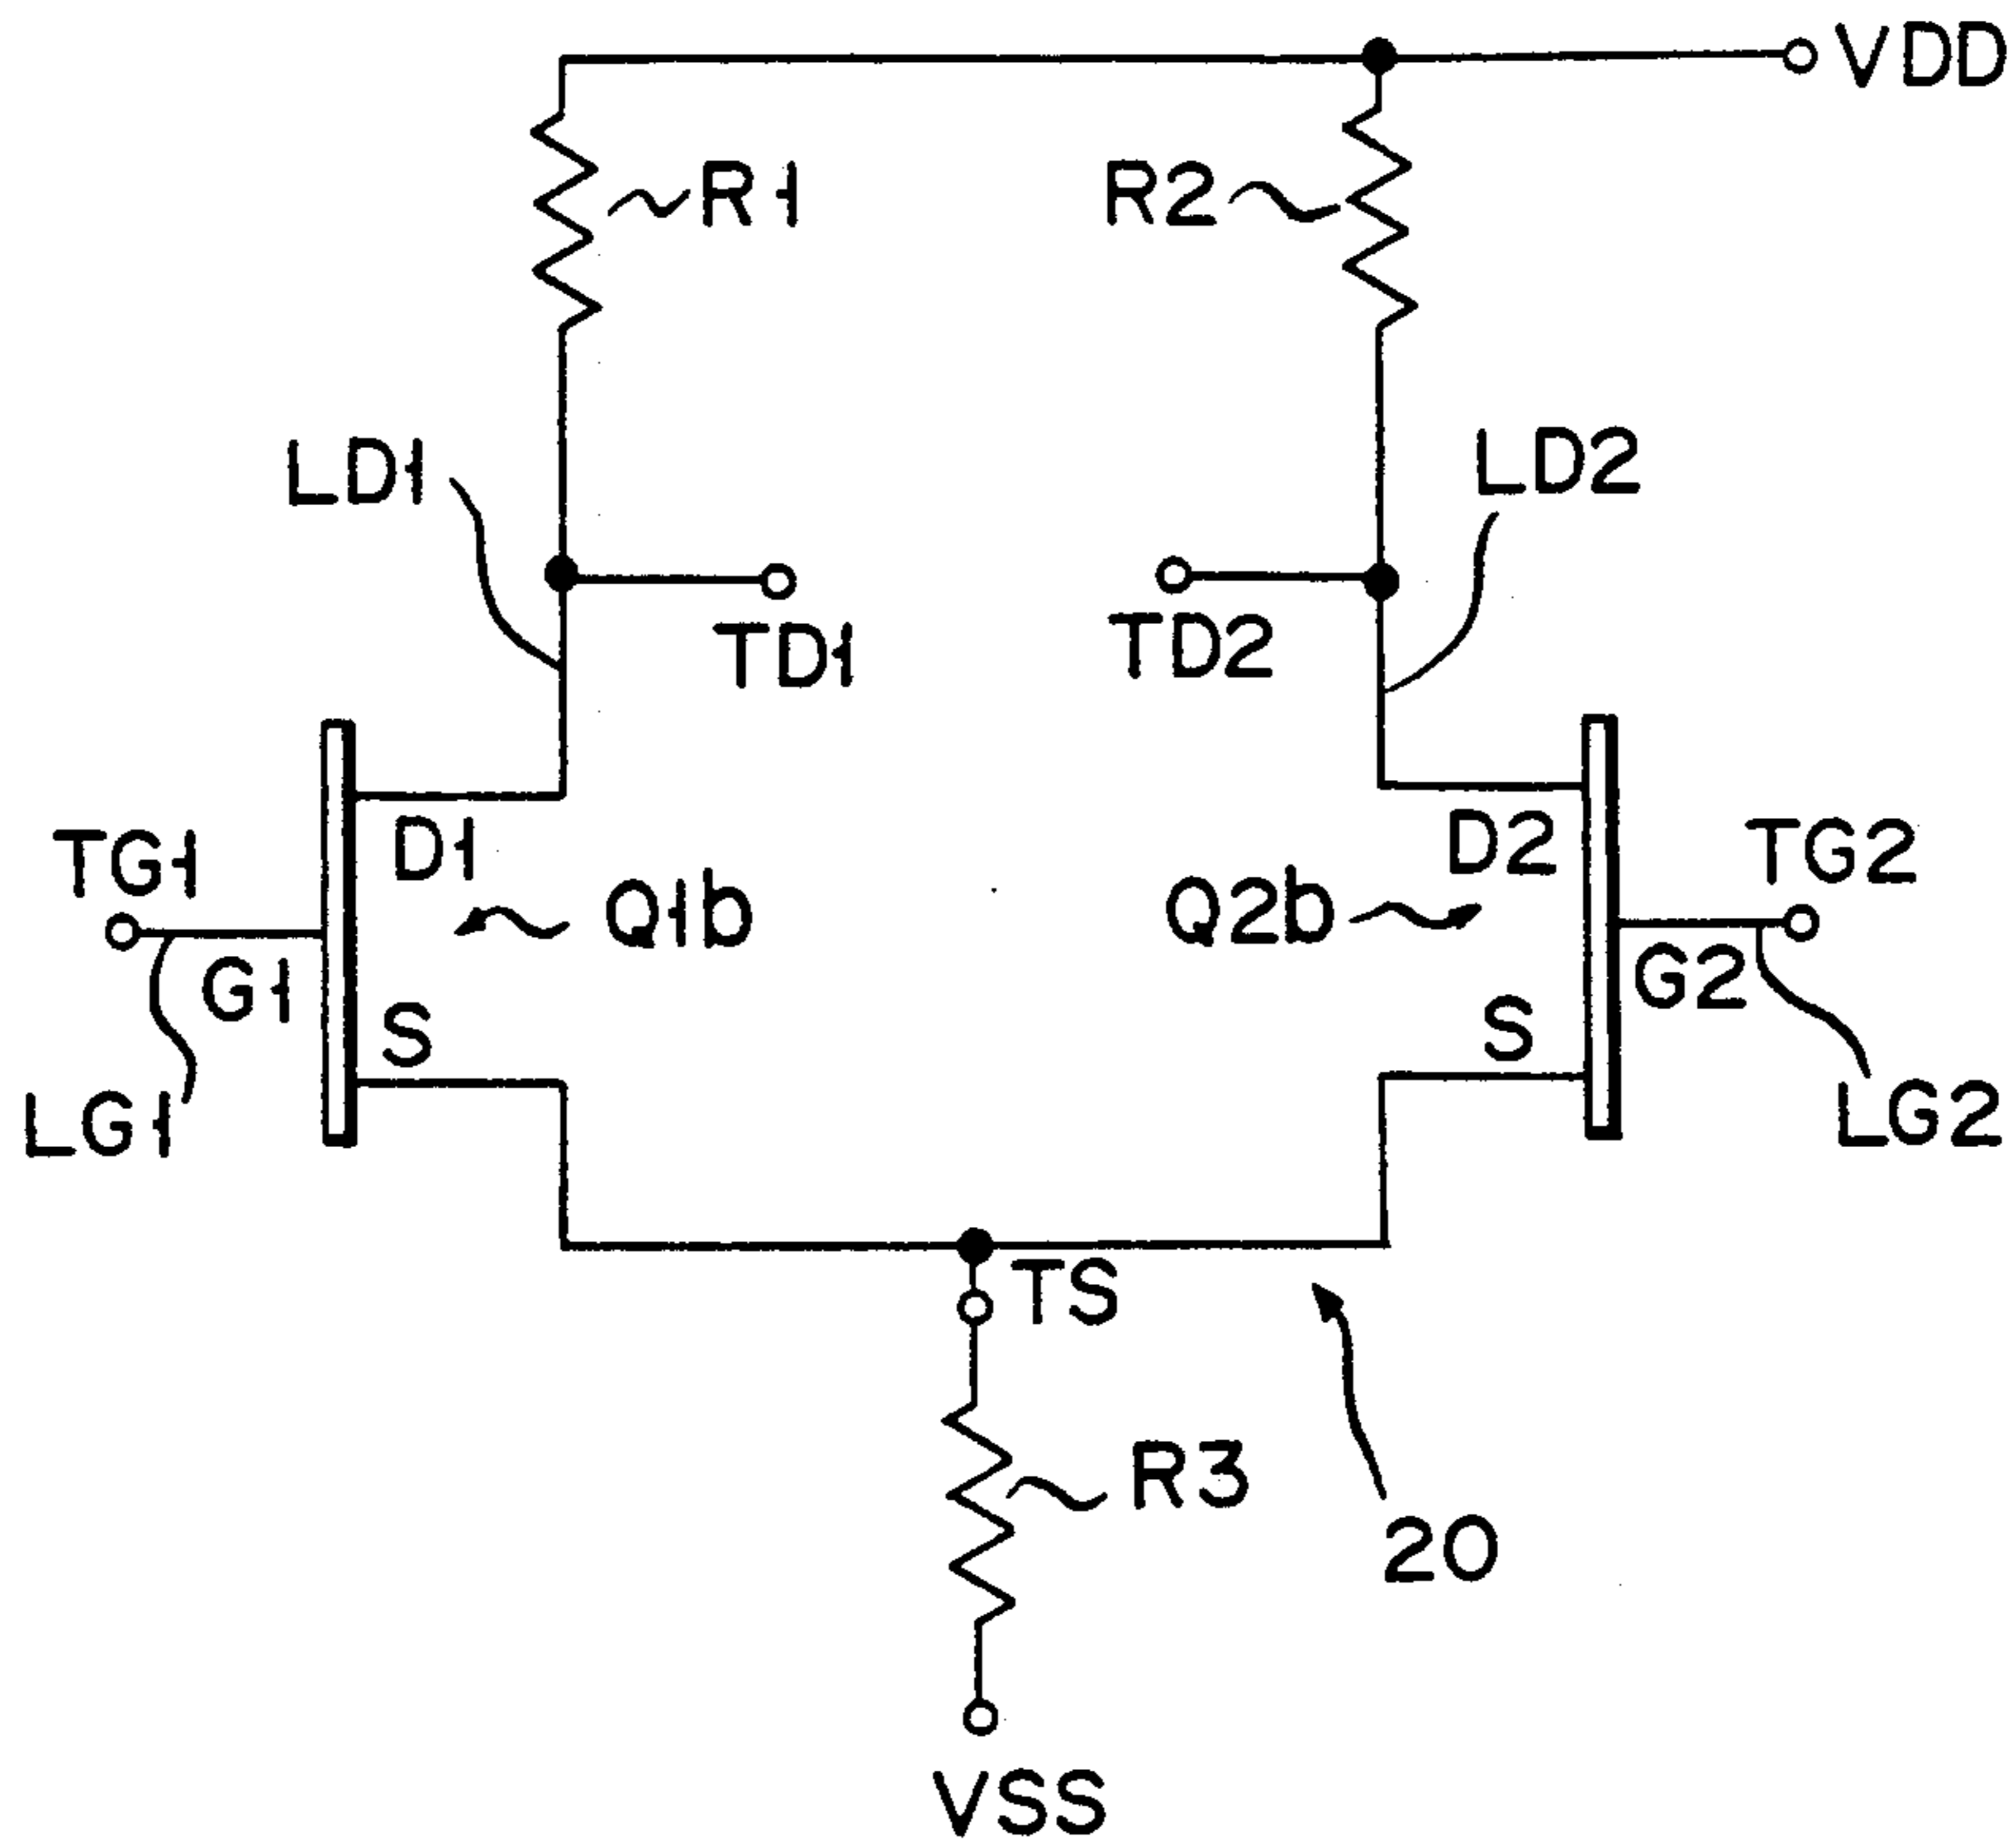 VDD
R1
R2
LD1
LD2
TD1
TD2
TG1
D1
D2
TG2
Q1b
Q2b
G1
G2
S
S
LG1
LG2
TS
R3
20
VSS